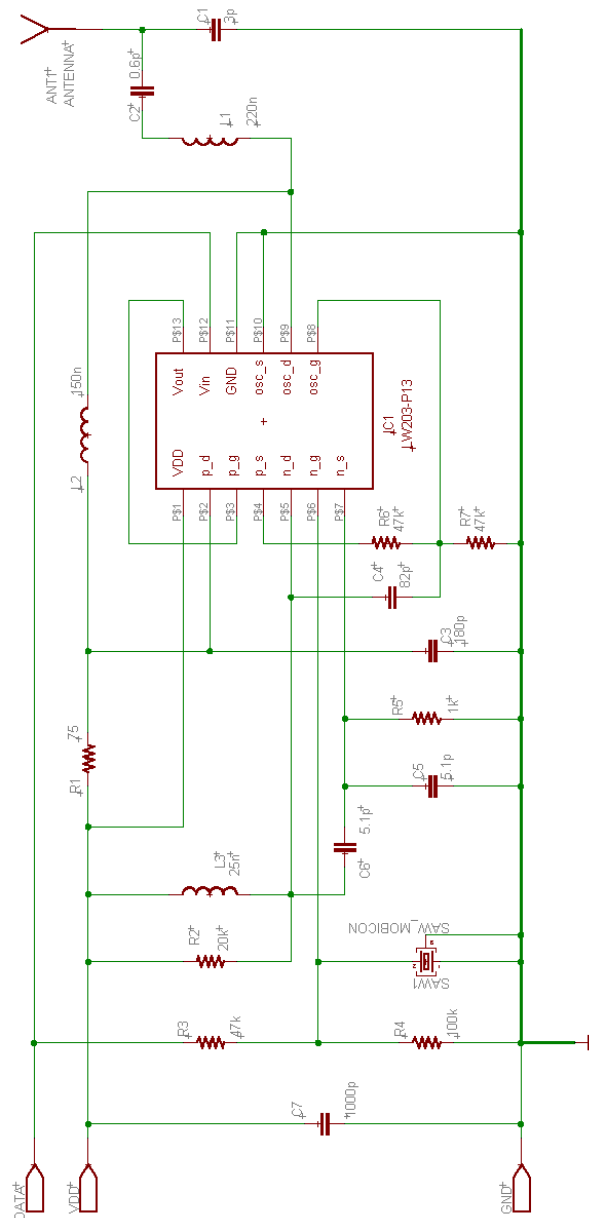 ANT1
ANTENNA
C1
3p
0.6p
C2
L1
220n
150n
L2
P$13
P$12
P$11
P$10
P$9
P$8
Vout
Vin
GND
osc_s
osc_d
osc_g
VDD
p_d
p_g
p_s
n_d
n_g
n_s
IC1
LW203-P13
P$1
P$2
P$3
P$4
P$5
P$6
P$7
R6
47k
R7
47k
C4
82p
C3
180p
75
R1
R5
1k
C5
5.1p
5.1p
C6
L3
25n
R2
20k
SAW_MOBICON
SAW1
R3
47k
R4
100k
C7
1000p
DATA
VDD
GND